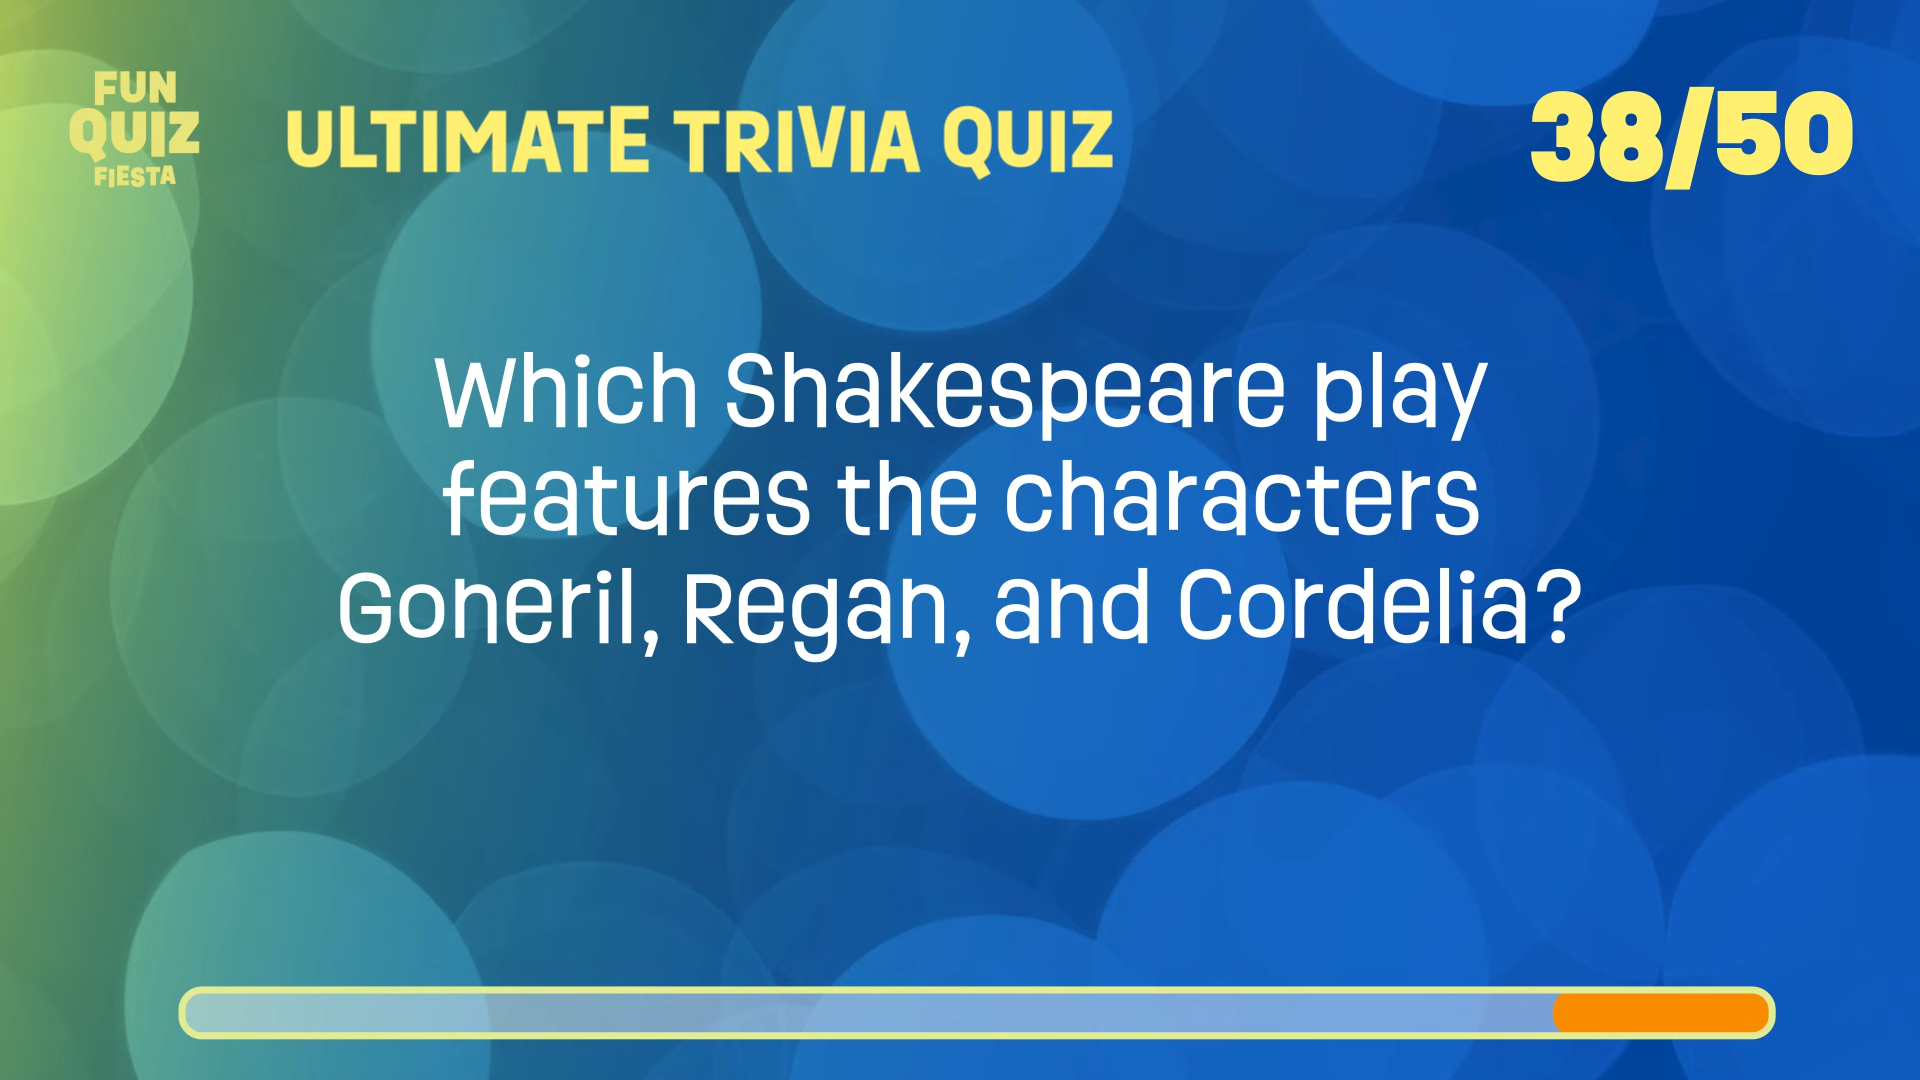 FUN
QUIZ
FIESTA
ULTIMATE TRIVIA QUIZ
38/50
Which Shakespeare play
features the characters
Goneril, Regan, and Cordelia?